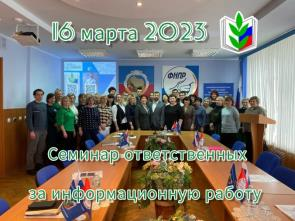 16 марта 2023
ФНПР
Семинар ответственных
за информационную работу